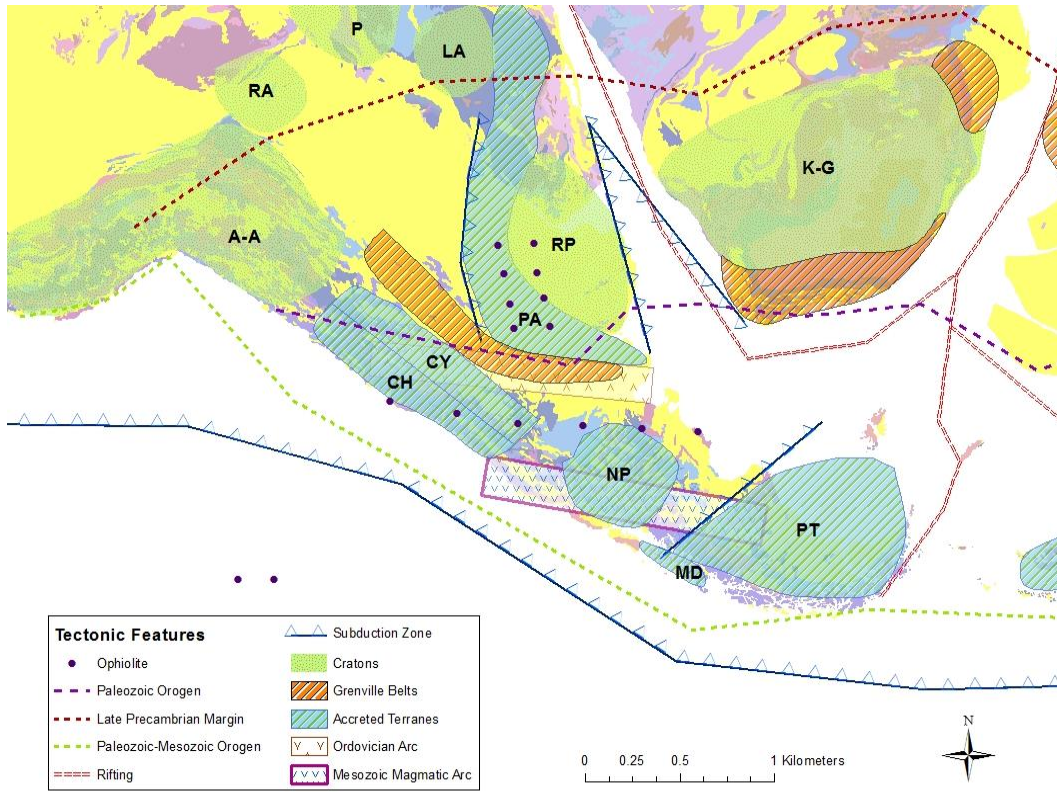 P
LA
RA
K-G
A-A
RP
PA
CY
CH
NP
PT
MD
Tectonic Features
Ophiolite
Paleozoic Orogen
Late Precambrian Margin
Paleozoic-Mesozoic Orogen
Rifting
Subduction Zone
Cratons
Grenville Belts
Accreted Terranes
Ordovician Arc
Mesozoic Magmatic Arc
0 0.25 0.5 1 Kilometers
N